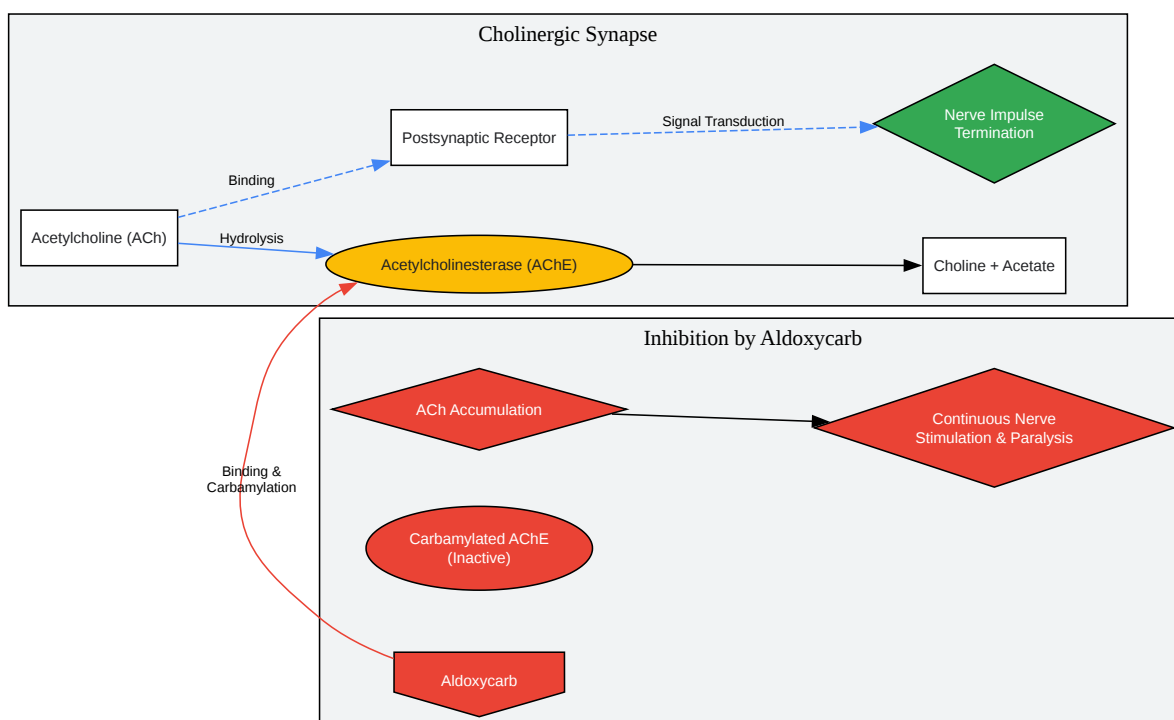 Cholinergic Synapse
Nerve Impulse
Termination
Signal Transduction
Postsynaptic Receptor
Binding
Acetylcholine (ACh)
Hydrolysis
Acetylcholinesterase (AChE)
Choline + Acetate
Inhibition by Aldoxycarb
ACh Accumulation
Continuous Nerve
Stimulation & Paralysis
Binding &
Carbamylation
Carbamylated AChE
(Inactive)
Aldoxycarb